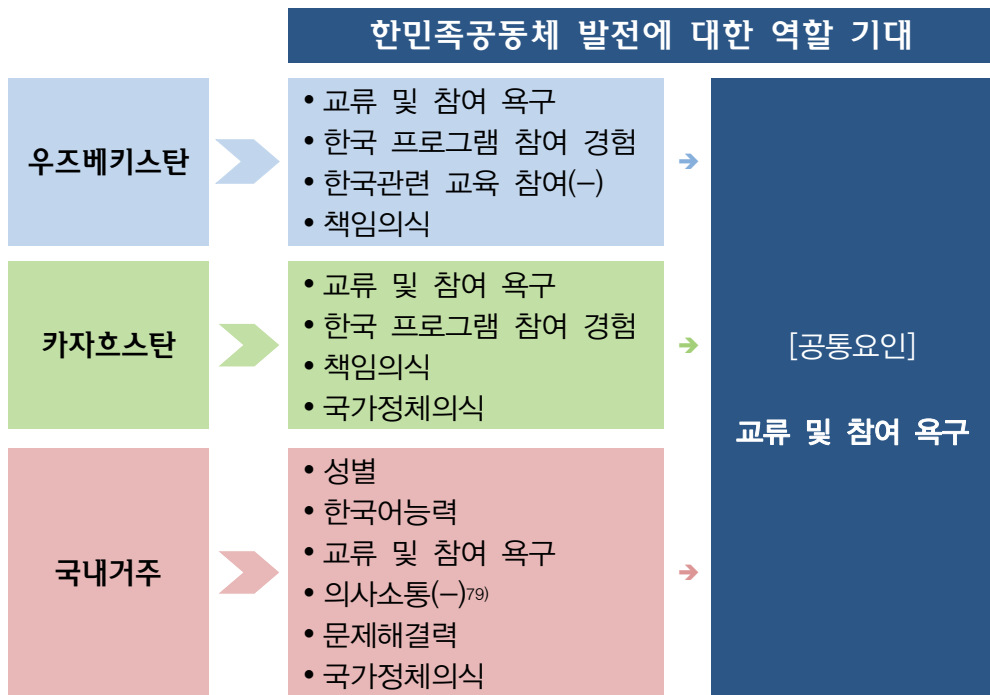 한민족공동체 발전에 대한 역할 기대
우즈베키스탄
• 교류 및 참여 욕구
• 한국 프로그램 참여 경험
• 한국관련 교육 참여(−)
• 책임의식
카자흐스탄
• 교류 및 참여 욕구
• 한국 프로그램 참여 경험
• 책임의식
• 국가정체의식
국내거주
• 성별
• 한국어능력
• 교류 및 참여 욕구
• 의사소통(−)79)
• 문제해결력
• 국가정체의식
[공통요인]
교류 및 참여 욕구